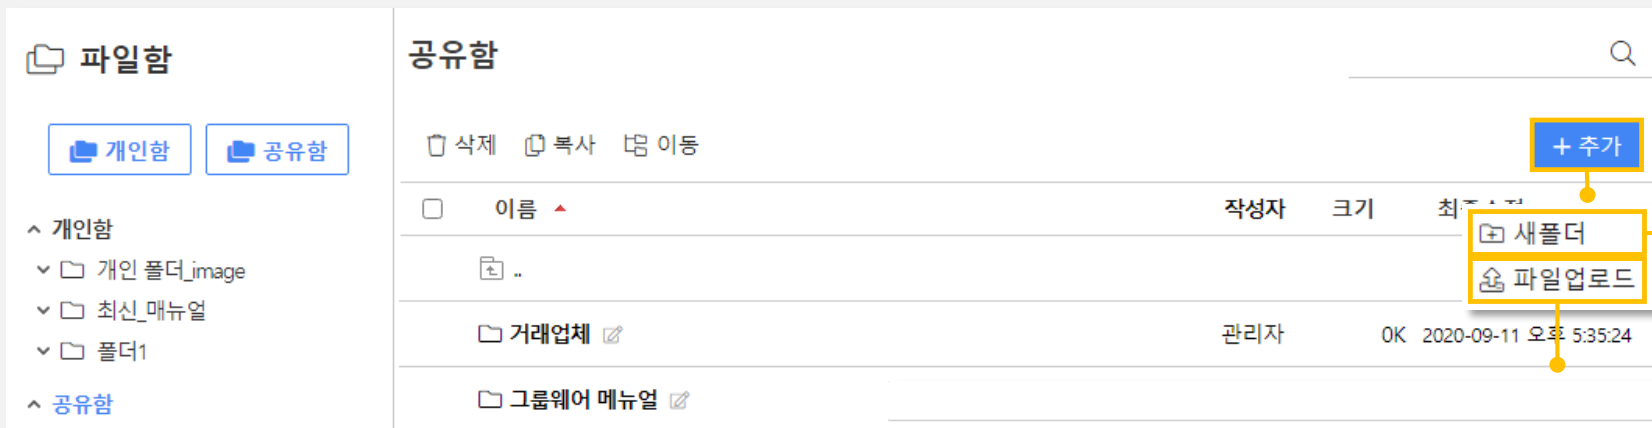 파일함
개인함 공유함
개인함
개인 폴더_image
최신_매뉴얼
폴더1
공유함
공유함
삭제 복사 이동
+ 추가
이름 작성자 크기
새폴더
파일업로드
..
거래업체 관리자 0K 2020-09-11 오후 5:35:24
그룹웨어 메뉴얼